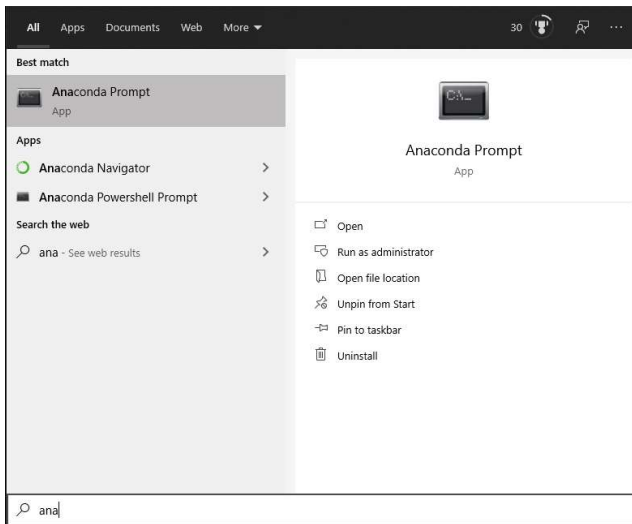 All Apps Documents Web More 30 ...
Best match
Anaconda Prompt
App
Apps
Anaconda Navigator
Anaconda Powershell Prompt
Search the web
ana - See web results
C:\_
Anaconda Prompt
App
Open
Run as administrator
Open file location
Unpin from Start
Pin to taskbar
Uninstall
ana